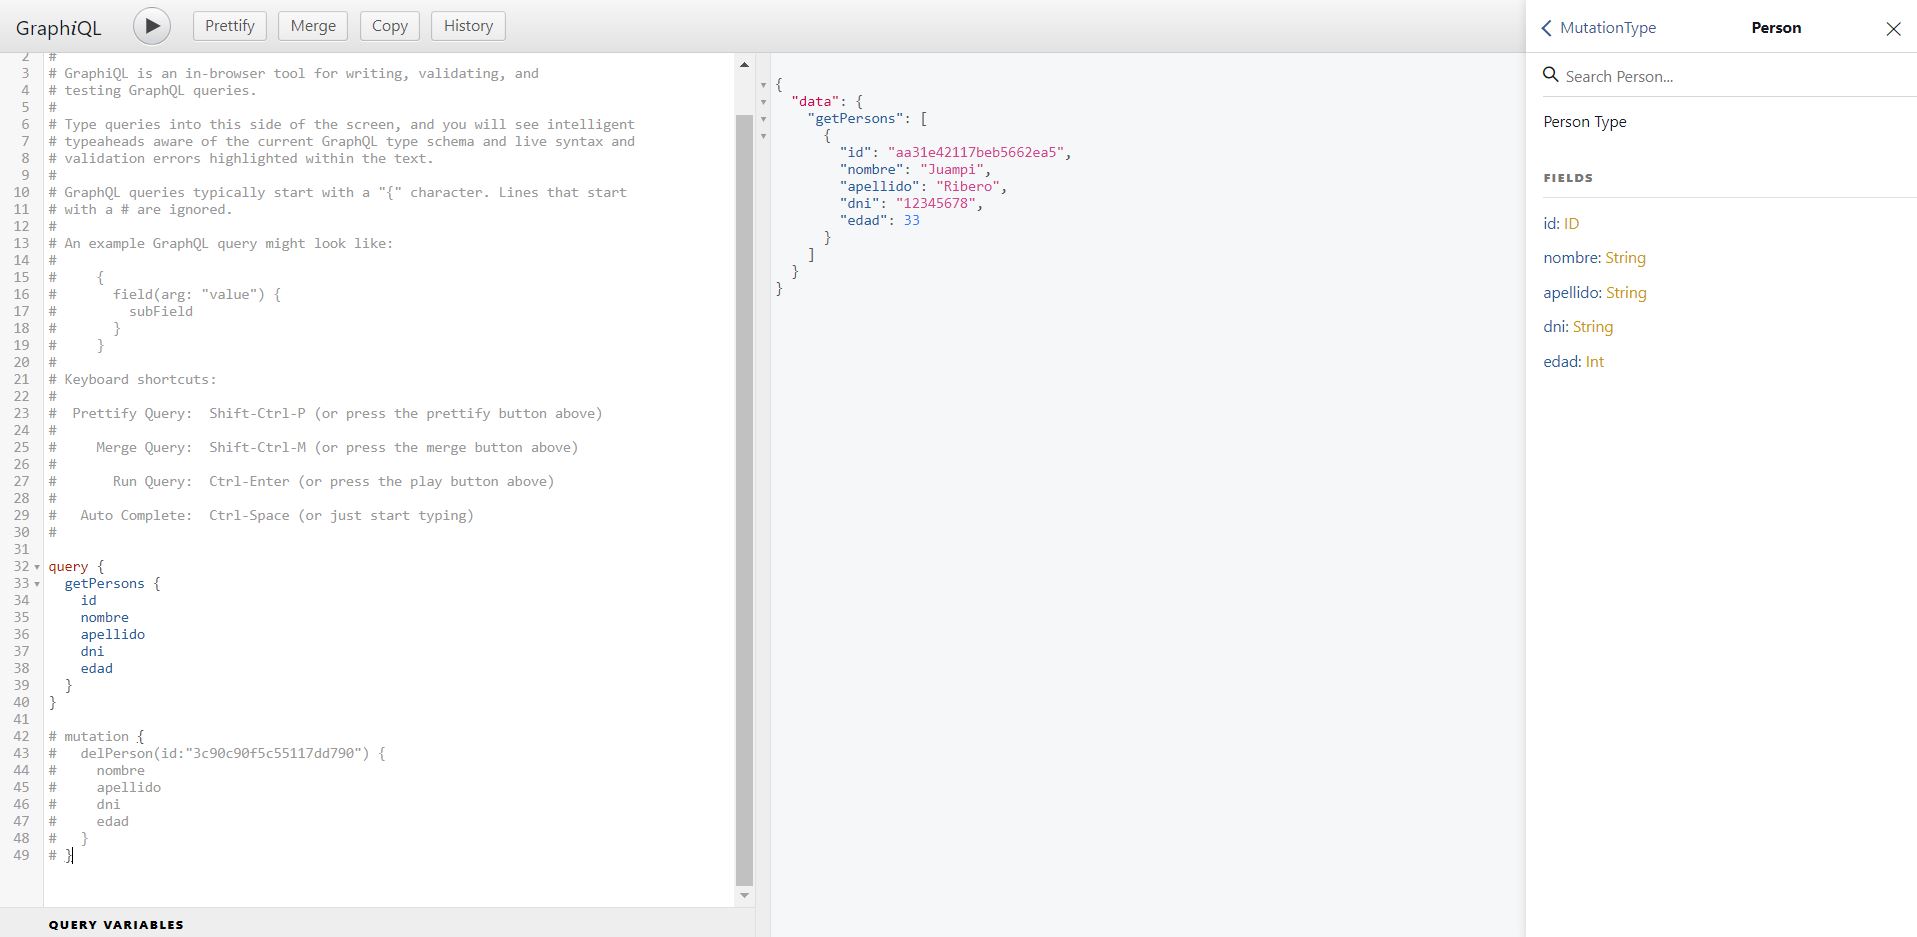 GraphiQL
Prettify
Merge
Copy
History
2 #
3 # GraphiQL is an in-browser tool for writing, validating, and
4 # testing GraphQL queries.
5 #
6 # Type queries into this side of the screen, and you will see intelligent
7 # typeaheads aware of the current GraphQL type schema and live syntax and
8 # validation errors highlighted within the text.
9 #
10 # GraphQL queries typically start with a "{" character. Lines that start
11 # with a # are ignored.
12 #
13 # An example GraphQL query might look like:
14 #
15 #     {
16 #       field(arg: "value") {
17 #         subField
18 #       }
19 #     }
20 #
21 # Keyboard shortcuts:
22 #
23 #  Prettify Query:  Shift-Ctrl-P (or press the prettify button above)
24 #
25 #     Merge Query:  Shift-Ctrl-M (or press the merge button above)
26 #
27 #       Run Query:  Ctrl-Enter (or press the play button above)
28 #
29 #   Auto Complete:  Ctrl-Space (or just start typing)
30 #
31
32 query {
33   getPersons {
34     id
35     nombre
36     apellido
37     dni
38     edad
39   }
40 }
41
42 # mutation {
43 #   delPerson(id:"3c90c90f5c55117dd790") {
44 #     nombre
45 #     apellido
46 #     dni
47 #     edad
48 #   }
49 # }
QUERY VARIABLES
{
  "data": {
    "getPersons": [
      {
        "id": "aa31e42117beb5662ea5",
        "nombre": "Juampi",
        "apellido": "Ribero",
        "dni": "12345678",
        "edad": 33
      }
    ]
  }
}
MutationType
Person
Search Person...
Person Type
FIELDS
id: ID
nombre: String
apellido: String
dni: String
edad: Int